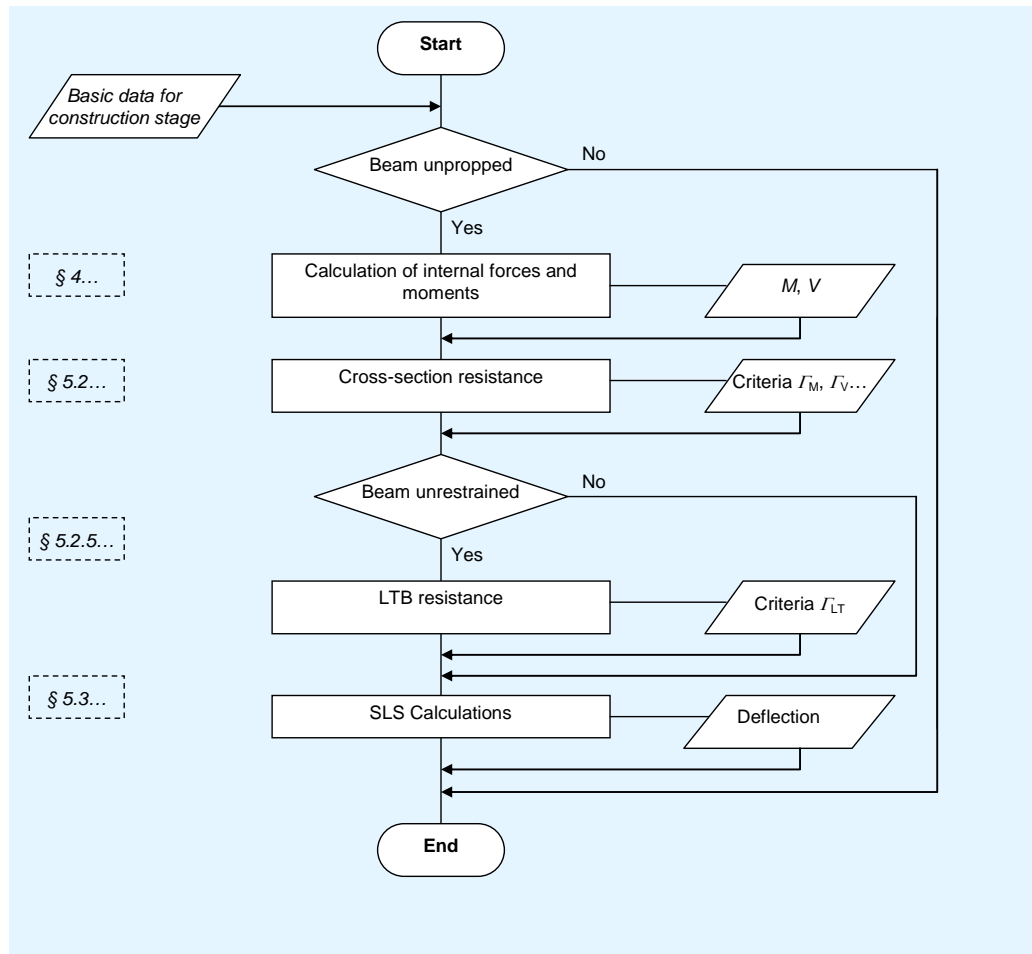 Start
Basic data for
construction stage
Beam unpropped
No
Yes
§ 4…
Calculation of internal forces and
moments
M, V
§ 5.2…
Cross-section resistance
Criteria ΓM, ΓV…
Beam unrestrained
No
§ 5.2.5…
Yes
LTB resistance
Criteria ΓLT
§ 5.3…
SLS Calculations
Deflection
End